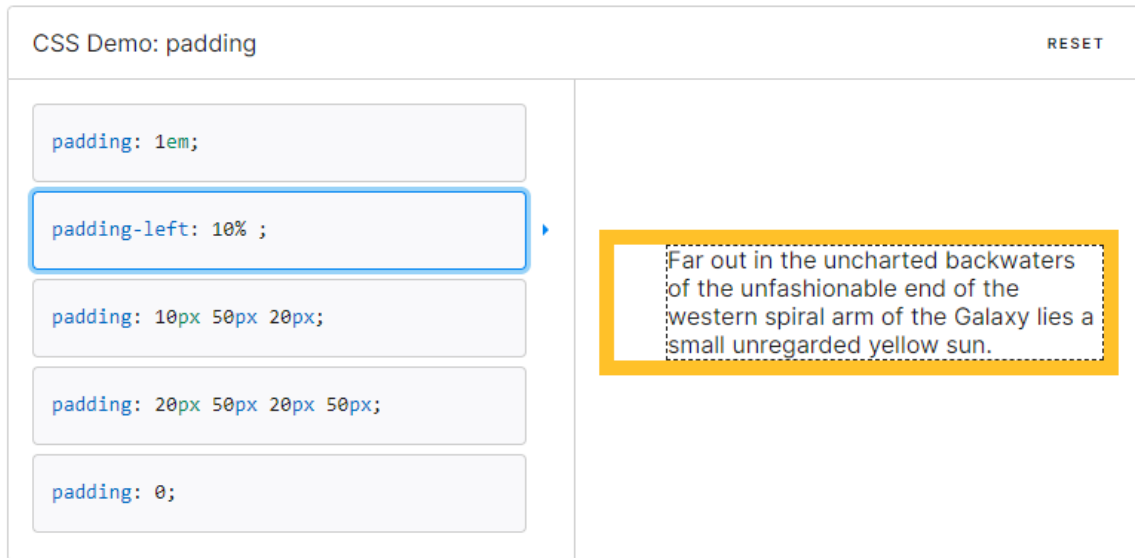 CSS Demo: padding
RESET
padding: 1em;
padding-left: 10% ;
padding: 10px 50px 20px;
padding: 20px 50px 20px 50px;
padding: 0;
Far out in the uncharted backwaters
of the unfashionable end of the
western spiral arm of the Galaxy lies a
small unregarded yellow sun.